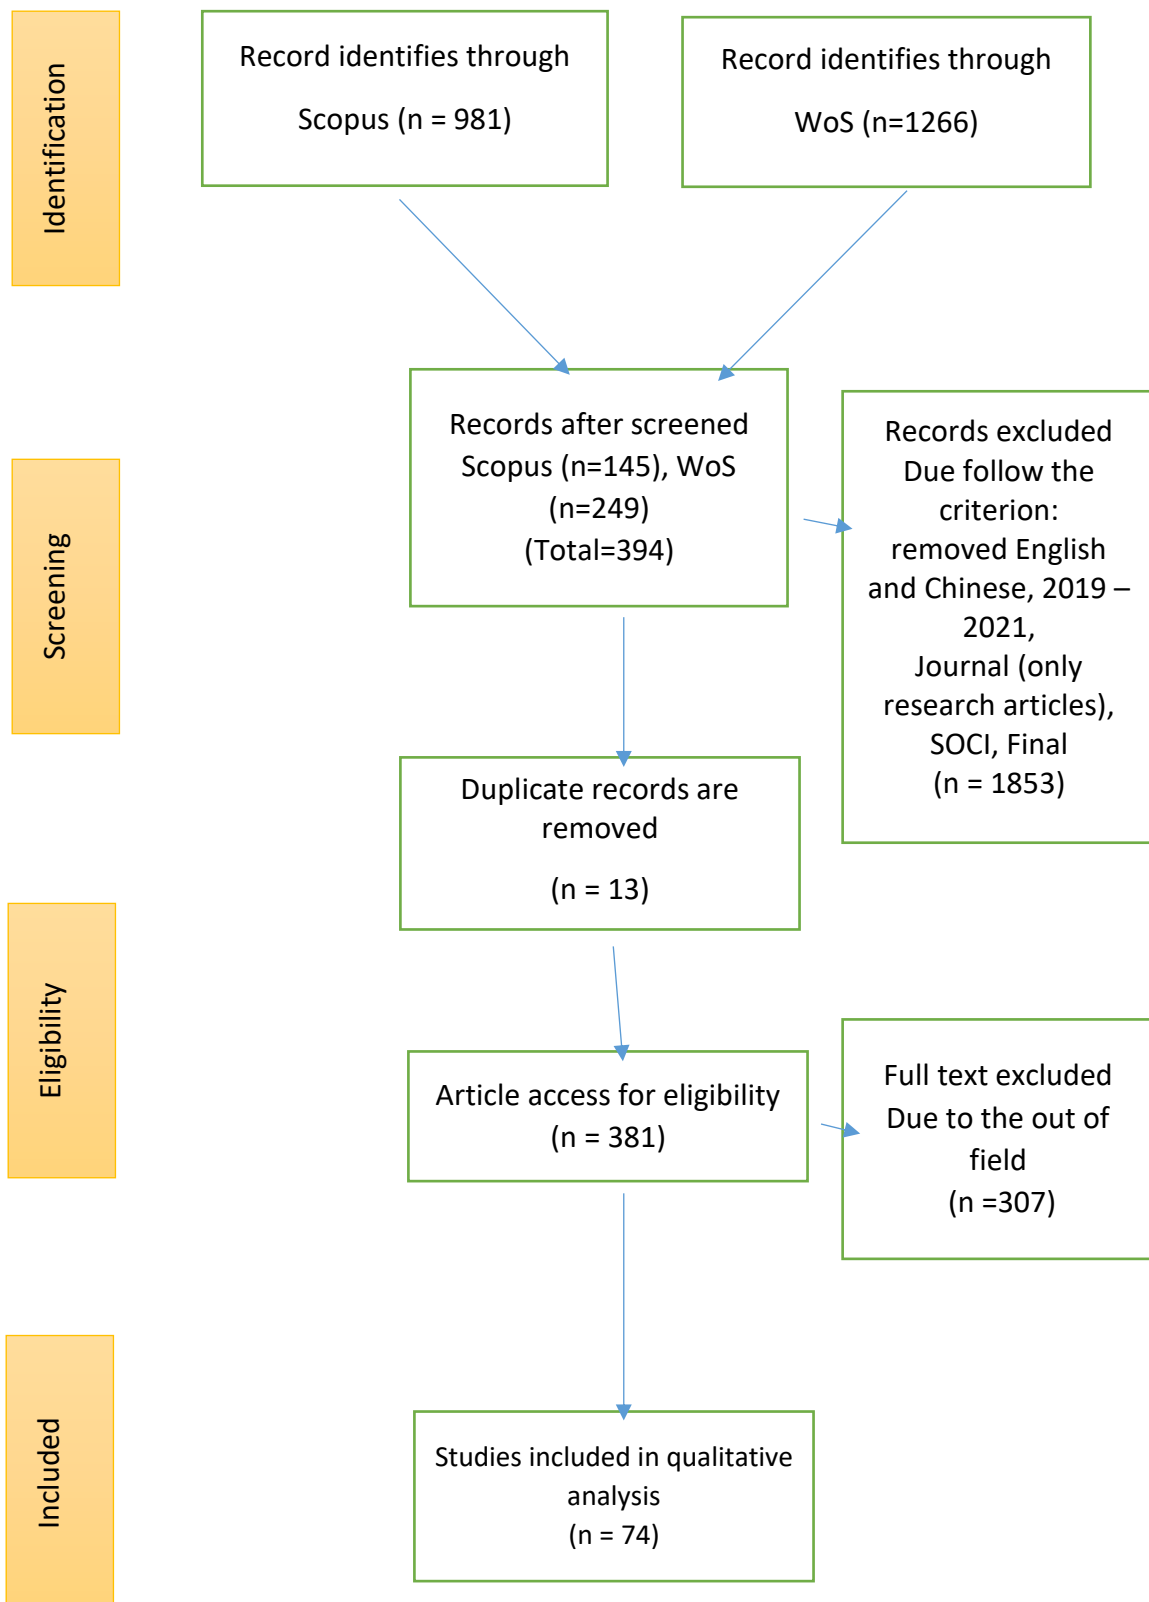 Identification
Record identifies through
Scopus (n = 981)
Record identifies through
WoS (n=1266)
Screening
Records after screened
Scopus (n=145), WoS
(n=249)
(Total=394)
Records excluded
Due follow the
criterion:
removed English
and Chinese, 2019 –
2021,
Journal (only
research articles),
SOCI, Final
(n = 1853)
Duplicate records are
removed
(n = 13)
Eligibility
Article access for eligibility
(n = 381)
Full text excluded
Due to the out of
field
(n =307)
Included
Studies included in qualitative
analysis
(n = 74)